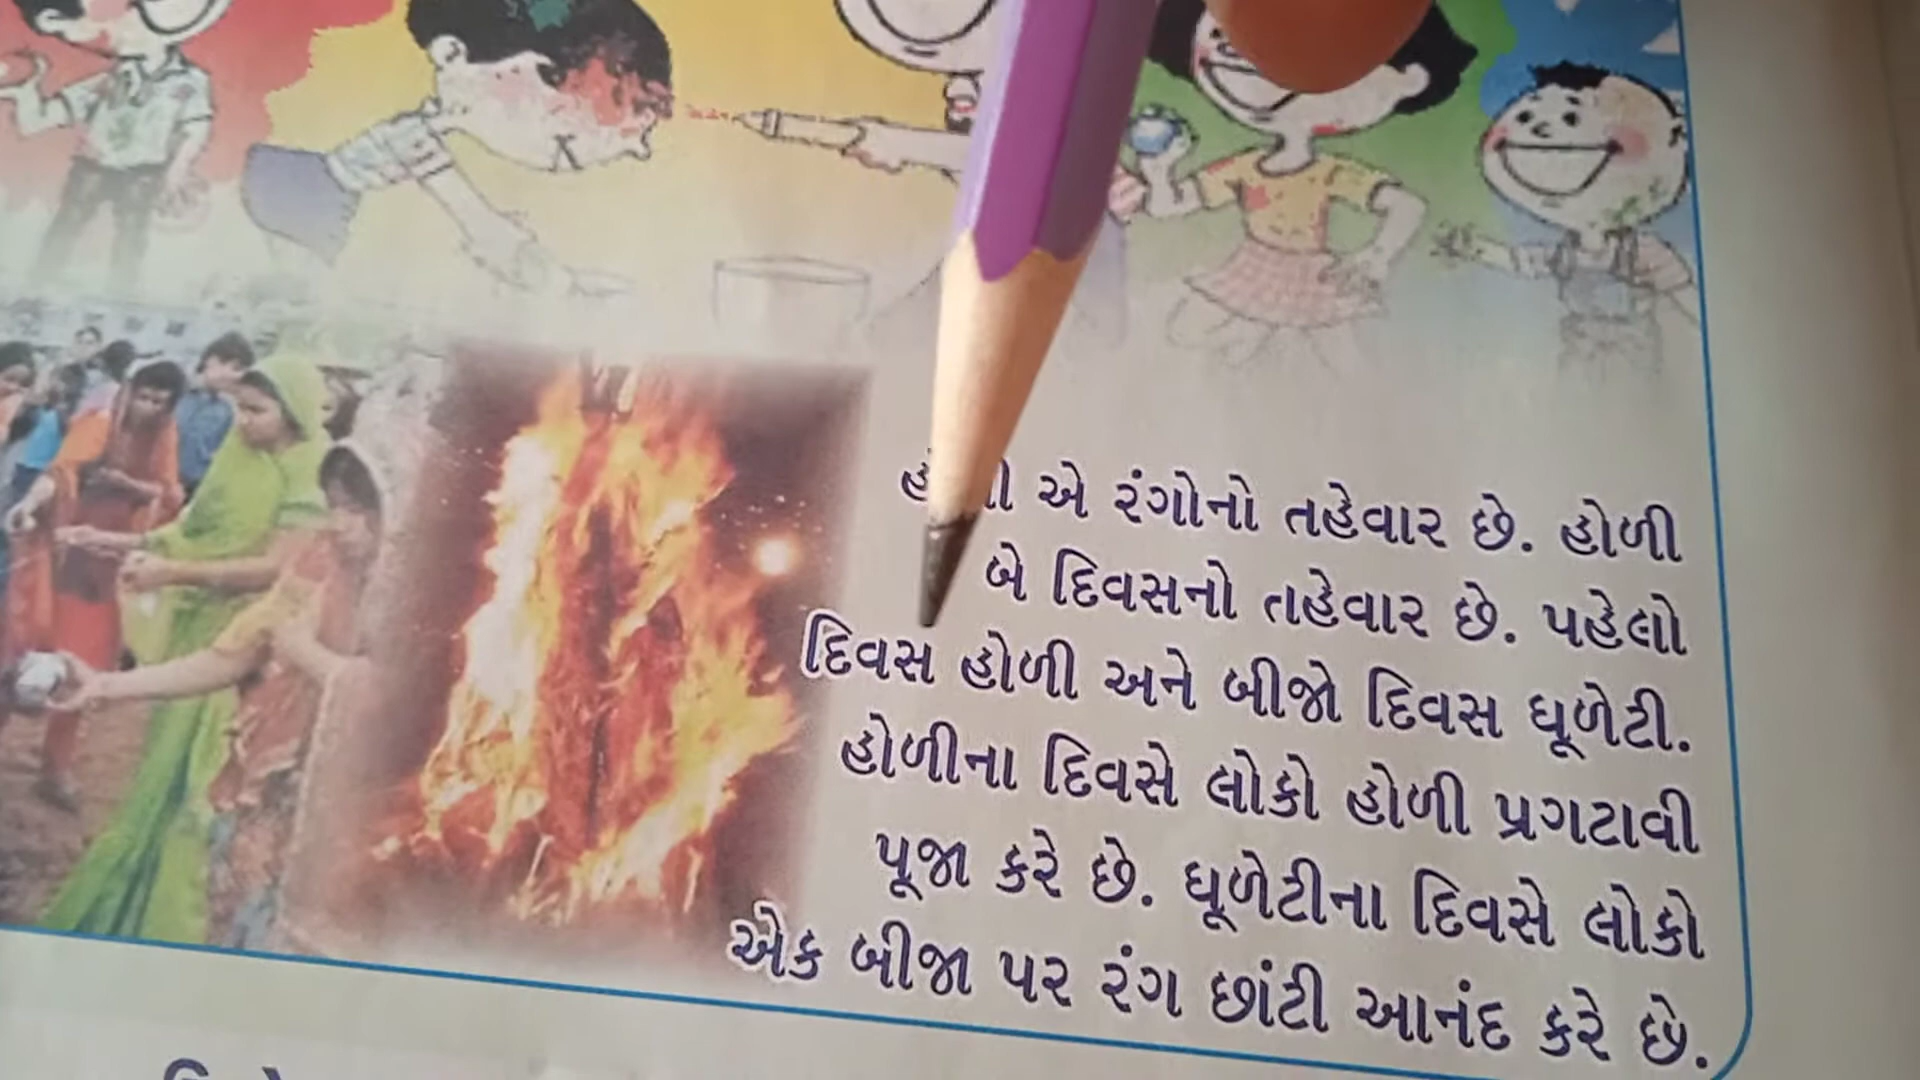 એ રંગોનો તહેવાર છે. હોળી
બે દિવસનો તહેવાર છે. પહેલો
દિવસ હોળી અને બીજો દિવસ ધૂળેટી.
હોળીના દિવસે લોકો હોળી પ્રગટાવી
પૂજા કરે છે. ધૂળેટીના દિવસે લોકો
એક બીજા પર રંગ છાંટી આનંદ કરે છે.